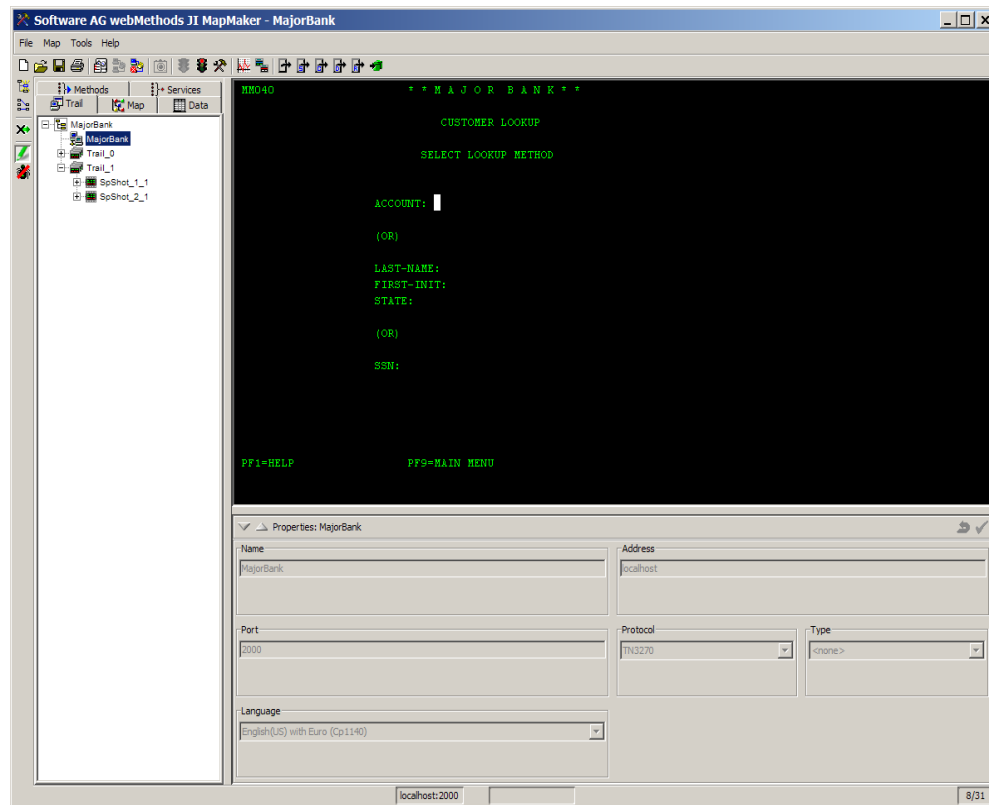 Software AG webMethods JI MapMaker - MajorBank
File Map Tools Help
Methods Services
Trail Map Data
MajorBank
MajorBank
Trail_0
Trail_1
SpShot_1_1
SpShot_2_1
MM040 * * M A J O R B A N K * *
CUSTOMER LOOKUP
SELECT LOOKUP METHOD
ACCOUNT:
(OR)
LAST-NAME:
FIRST-INIT:
STATE:
(OR)
SSN:
PF1=HELP PF9=MAIN MENU
Properties: MajorBank
Name Address
MajorBank localhost
Port Protocol Type
2000 TN3270 <none>
Language
English(US) with Euro (Cp1140)
localhost:2000 8/31